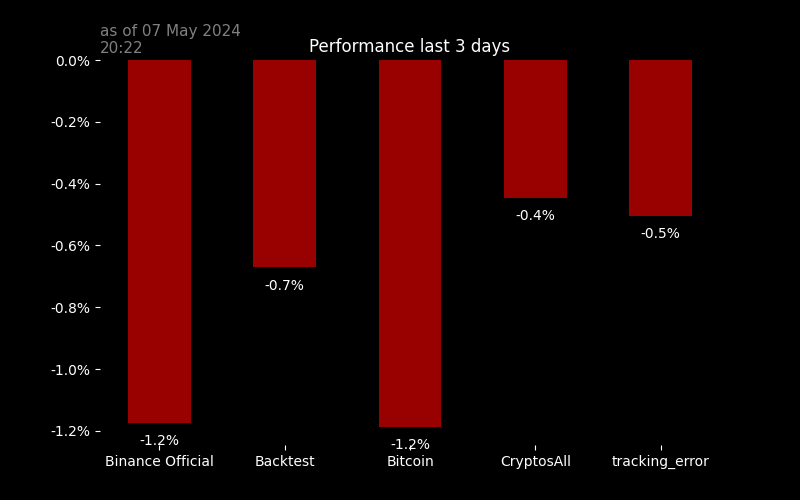 as of 07 May 2024
20:22
Performance last 3 days
0.0%
-0.2%
-0.4%
-0.6%
-0.8%
-1.0%
-1.2%
-1.2%
-0.7%
-1.2%
-0.4%
-0.5%
Binance Official
Backtest
Bitcoin
CryptosAll
tracking_error